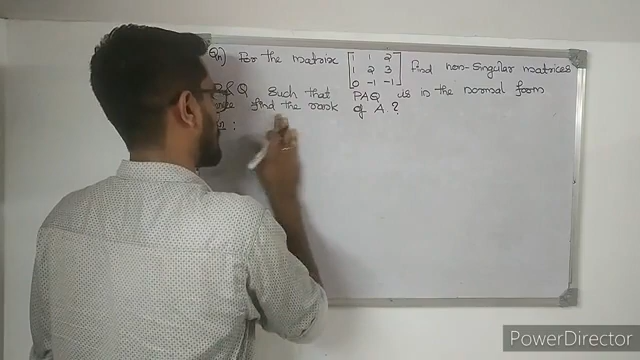 Qn) For the matrix [1 1 2
1 2 3
0 -1 -1] find non-singular matrices
P & Q such that PAQ is in the normal form
find the rank of A ?
PowerDirector